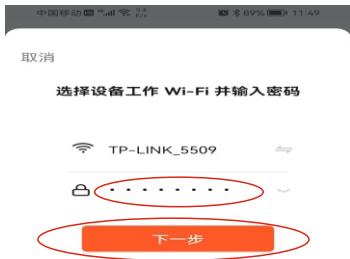 中国移动 89% 11:49
取消
选择设备工作 Wi-Fi 并输入密码
TP-LINK_5509
········
下一步